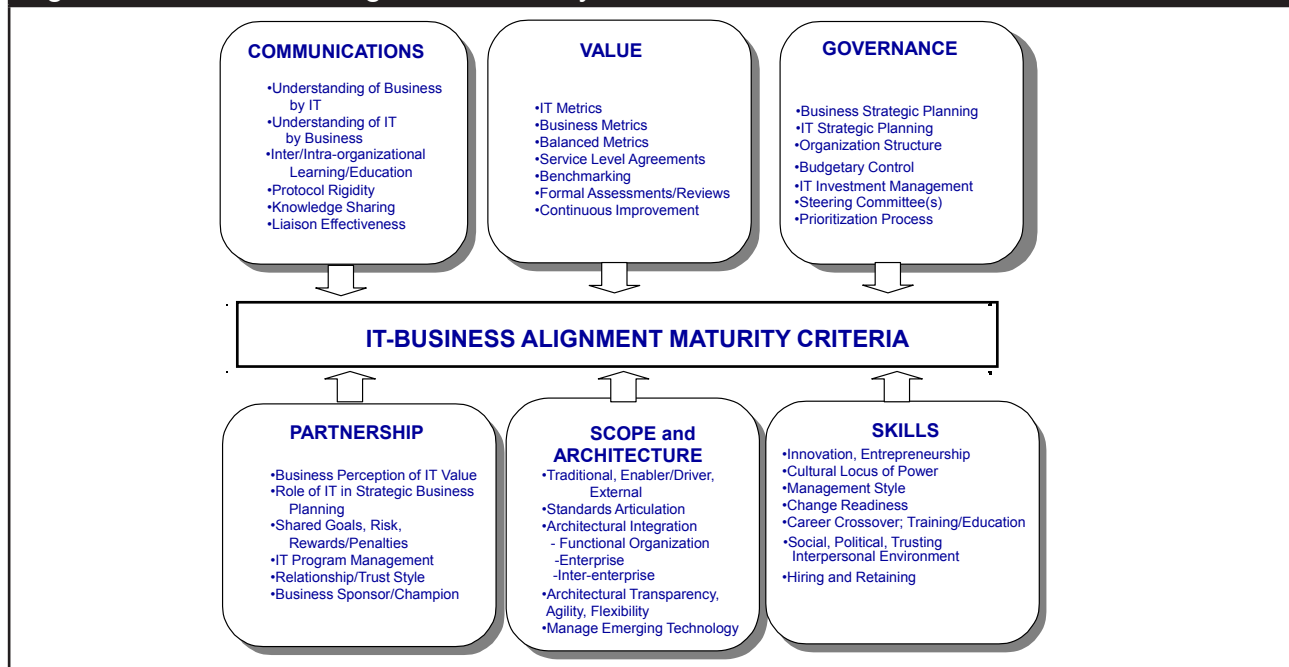 COMMUNICATIONS
•Understanding of Business
by IT
•Understanding of IT
by Business
•Inter/Intra-organizational
Learning/Education
•Protocol Rigidity
•Knowledge Sharing
•Liaison Effectiveness
VALUE
•IT Metrics
•Business Metrics
•Balanced Metrics
•Service Level Agreements
•Benchmarking
•Formal Assessments/Reviews
•Continuous Improvement
GOVERNANCE
•Business Strategic Planning
•IT Strategic Planning
•Organization Structure
•Budgetary Control
•IT Investment Management
•Steering Committee(s)
•Prioritization Process
IT-BUSINESS ALIGNMENT MATURITY CRITERIA
PARTNERSHIP
•Business Perception of IT Value
•Role of IT in Strategic Business
Planning
•Shared Goals, Risk,
Rewards/Penalties
•IT Program Management
•Relationship/Trust Style
•Business Sponsor/Champion
SCOPE and
ARCHITECTURE
•Traditional, Enabler/Driver,
External
•Standards Articulation
•Architectural Integration
- Functional Organization
-Enterprise
-Inter-enterprise
•Architectural Transparency,
Agility, Flexibility
•Manage Emerging Technology
SKILLS
•Innovation, Entrepreneurship
•Cultural Locus of Power
•Management Style
•Change Readiness
•Career Crossover; Training/Education
•Social, Political, Trusting
Interpersonal Environment
•Hiring and Retaining